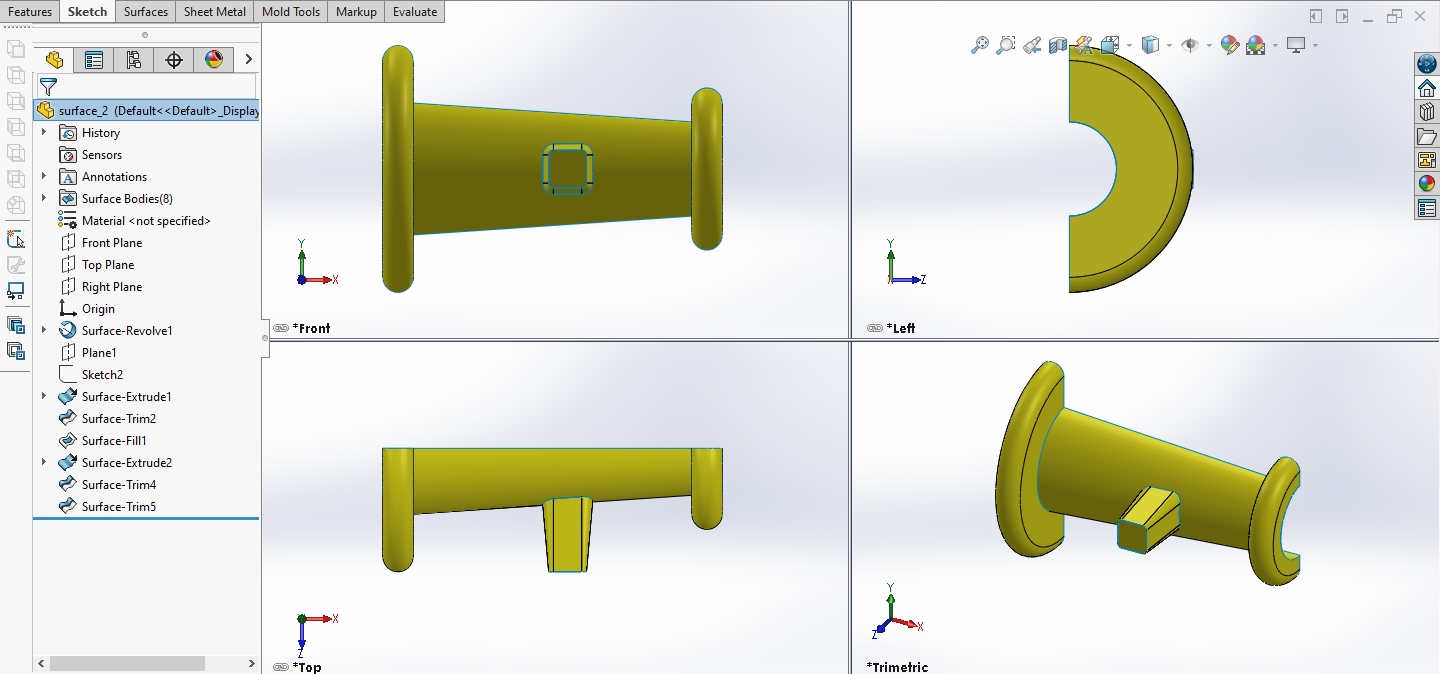 Features Sketch Surfaces Sheet Metal Mold Tools Markup Evaluate
surface_2 (Default<<Default>_Display
History
Sensors
A Annotations
Surface Bodies(8)
Material <not specified>
Front Plane
Top Plane
Right Plane
Origin
Surface-Revolve1
Plane1
Sketch2
Surface-Extrude1
Surface-Trim2
Surface-Fill1
Surface-Extrude2
Surface-Trim4
Surface-Trim5
Y
X
*Front
Y
Z
*Left
X
Z
*Top
Y
X
Z
*Trimetric